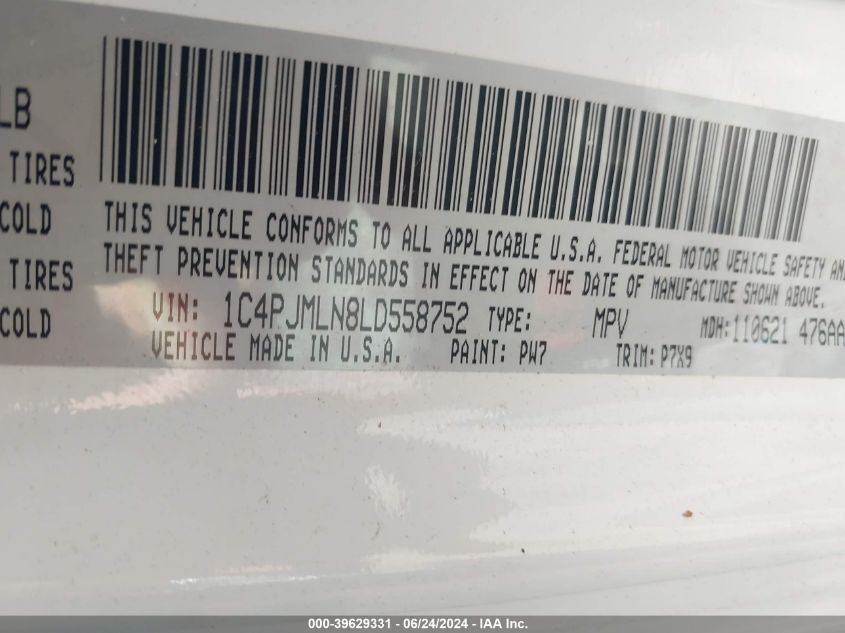 LB
TIRES
COLD
TIRES
COLD
THIS VEHICLE CONFORMS TO ALL APPLICABLE U.S.A. FEDERAL MOTOR VEHICLE SAFETY AN
THEFT PREVENTION STANDARDS IN EFFECT ON THE DATE OF MANUFACTURE SHOWN ABOVE.
VIN: 1C4PJMLN8LD558752 TYPE: MPV MDH:110621 476AA
VEHICLE MADE IN U.S.A. PAINT: PW7 TRIM: P7X9
000-39629331 - 06/24/2024 - IAA Inc.